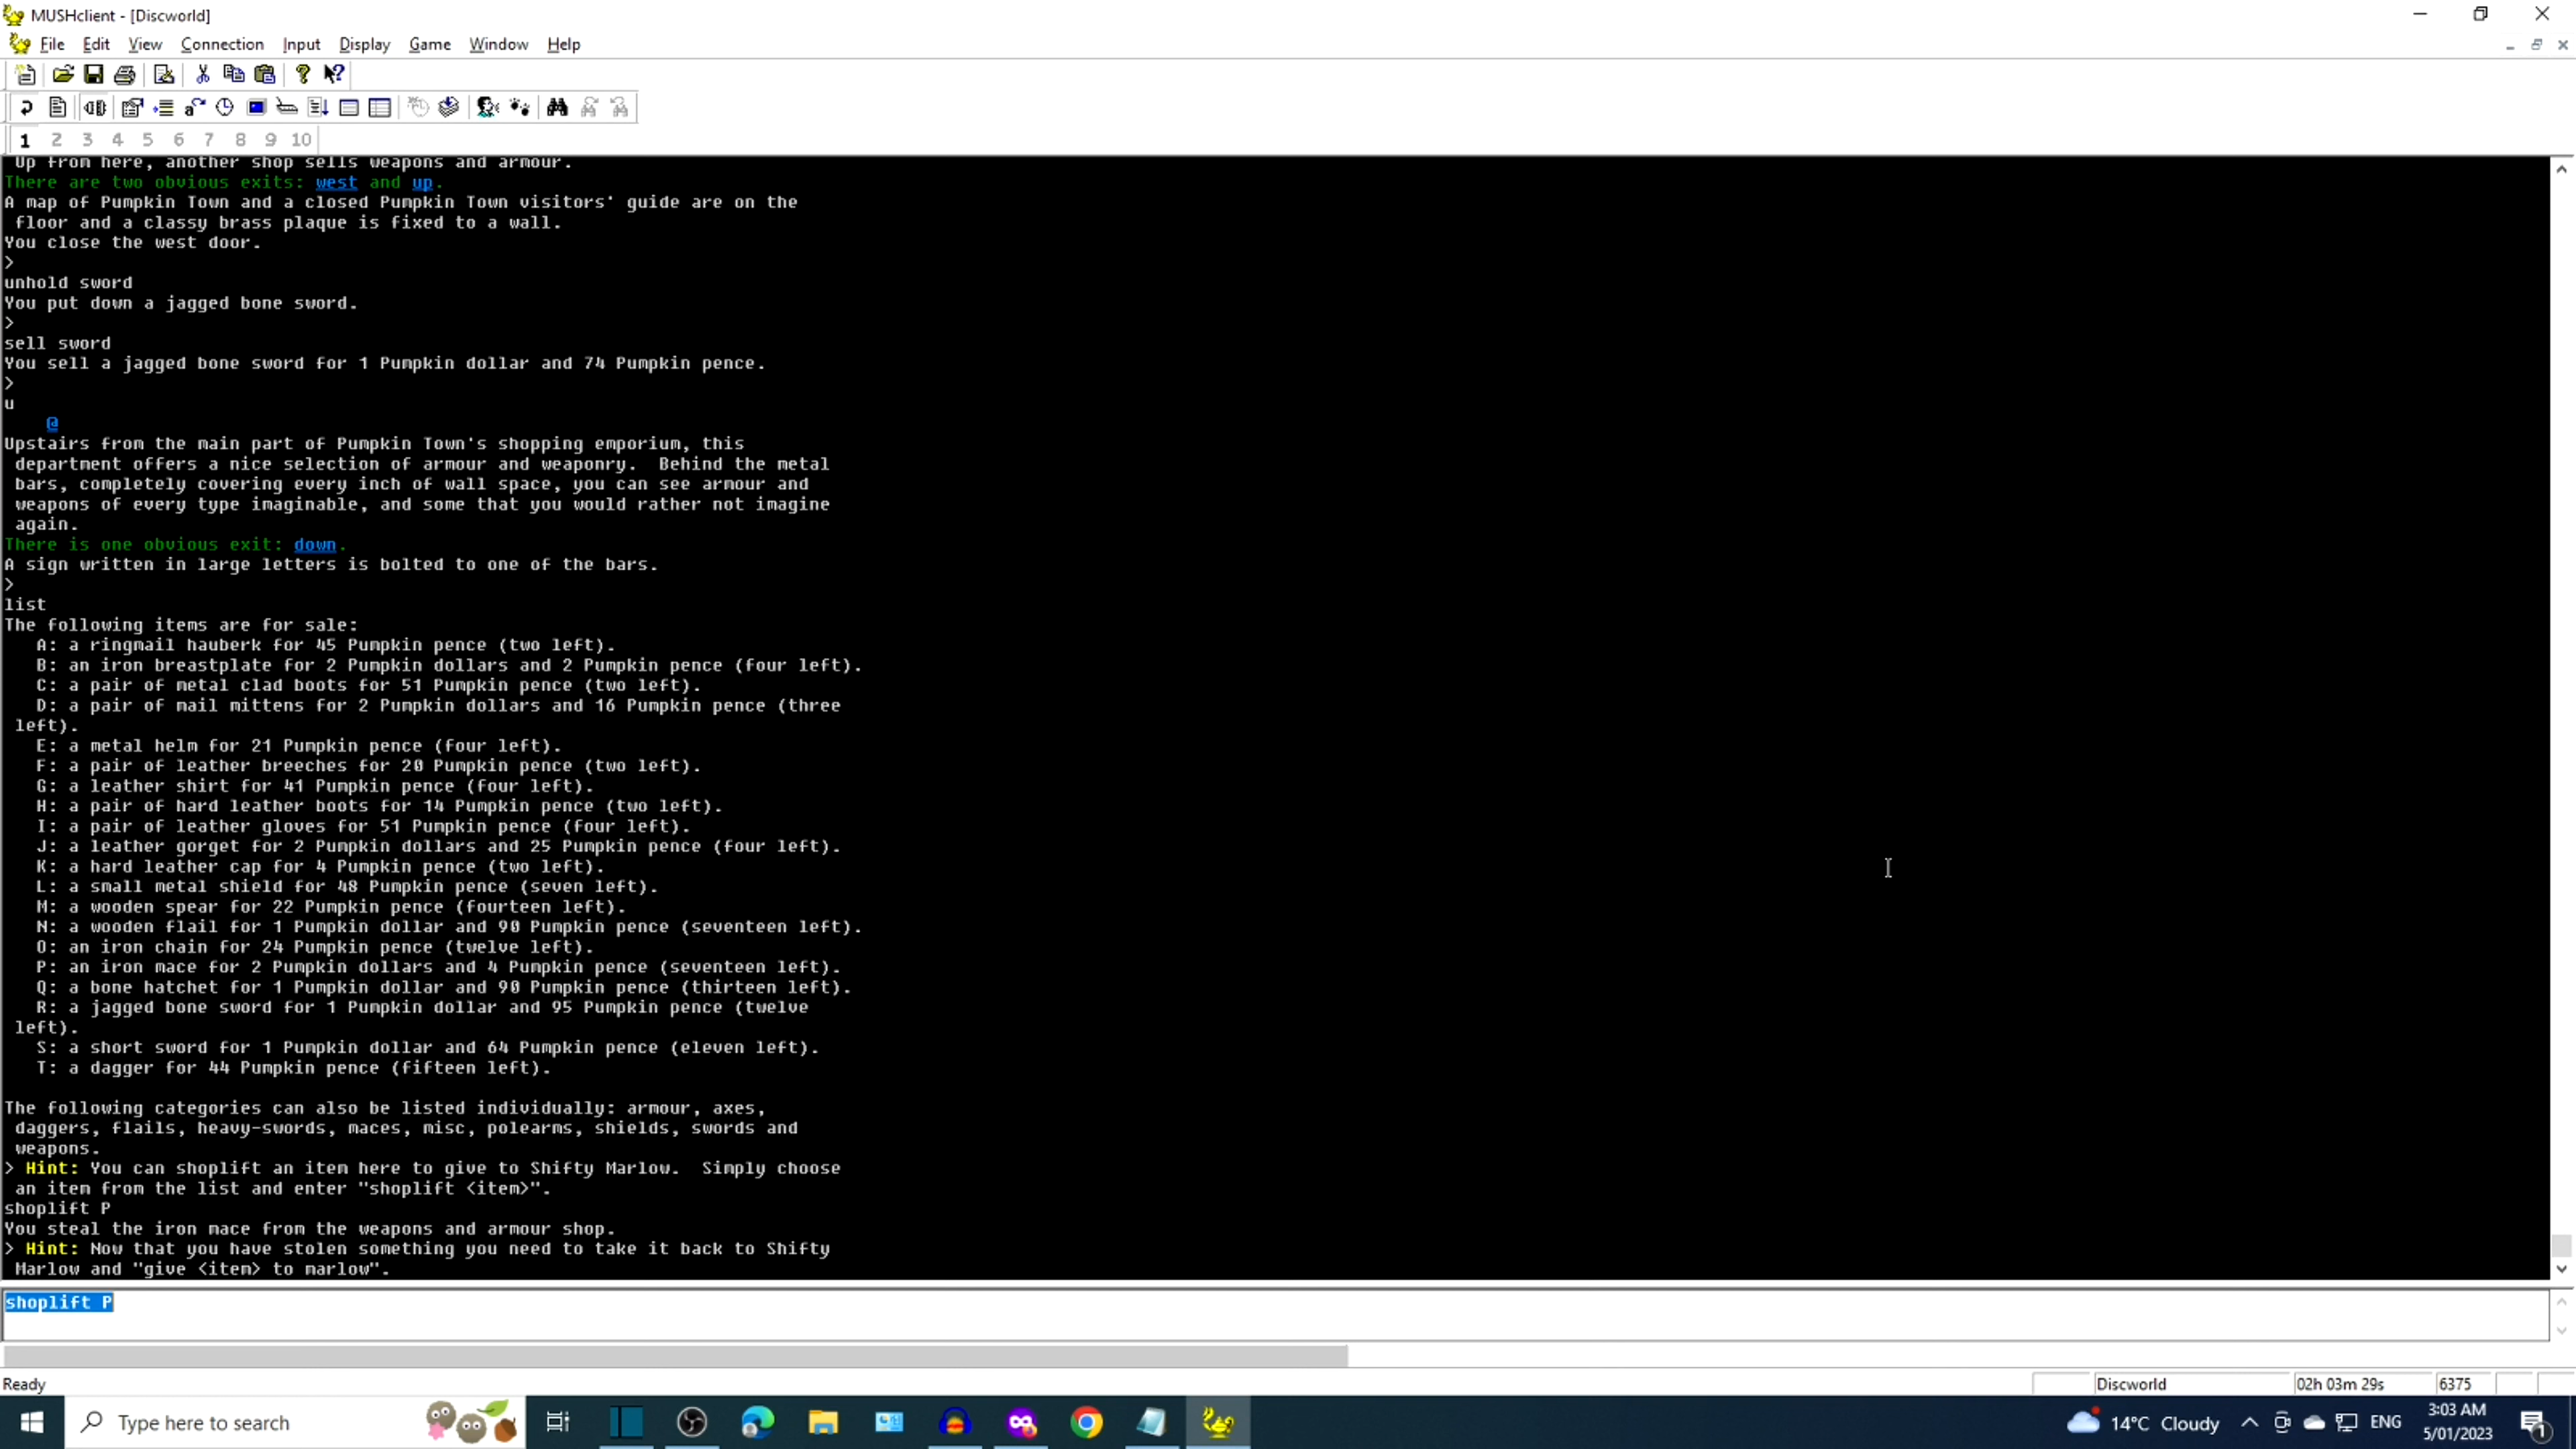 MUSHclient - [Discworld]
File Edit View Connection Input Display Game Window Help
1 2 3 4 5 6 7 8 9 10
Up from here, another shop sells weapons and armour.
There are two obvious exits: west and up.
A map of Pumpkin Town and a closed Pumpkin Town visitors' guide are on the
floor and a classy brass plaque is fixed to a wall.
You close the west door.
>
unhold sword
You put down a jagged bone sword.
>
sell sword
You sell a jagged bone sword for 1 Pumpkin dollar and 74 Pumpkin pence.
>
u
@
Upstairs from the main part of Pumpkin Town's shopping emporium, this
department offers a nice selection of armour and weaponry.  Behind the metal
bars, completely covering every inch of wall space, you can see armour and
weapons of every type imaginable, and some that you would rather not imagine
again.
There is one obvious exit: down.
A sign written in large letters is bolted to one of the bars.
>
list
The following items are for sale:
A: a ringmail hauberk for 45 Pumpkin pence (two left).
B: an iron breastplate for 2 Pumpkin dollars and 2 Pumpkin pence (four left).
C: a pair of metal clad boots for 51 Pumpkin pence (two left).
D: a pair of mail mittens for 2 Pumpkin dollars and 16 Pumpkin pence (three
left).
E: a metal helm for 21 Pumpkin pence (four left).
F: a pair of leather breeches for 20 Pumpkin pence (two left).
G: a leather shirt for 41 Pumpkin pence (four left).
H: a pair of hard leather boots for 14 Pumpkin pence (two left).
I: a pair of leather gloves for 51 Pumpkin pence (four left).
J: a leather gorget for 2 Pumpkin dollars and 25 Pumpkin pence (four left).
K: a hard leather cap for 4 Pumpkin pence (two left).
L: a small metal shield for 48 Pumpkin pence (seven left).
M: a wooden spear for 22 Pumpkin pence (fourteen left).
N: a wooden flail for 1 Pumpkin dollar and 90 Pumpkin pence (seventeen left).
O: an iron chain for 24 Pumpkin pence (twelve left).
P: an iron mace for 2 Pumpkin dollars and 4 Pumpkin pence (seventeen left).
Q: a bone hatchet for 1 Pumpkin dollar and 90 Pumpkin pence (thirteen left).
R: a jagged bone sword for 1 Pumpkin dollar and 95 Pumpkin pence (twelve
left).
S: a short sword for 1 Pumpkin dollar and 64 Pumpkin pence (eleven left).
T: a dagger for 44 Pumpkin pence (fifteen left).
The following categories can also be listed individually: armour, axes,
daggers, flails, heavy-swords, maces, misc, polearms, shields, swords and
weapons.
> Hint: You can shoplift an item here to give to Shifty Marlow.  Simply choose
an item from the list and enter "shoplift <item>".
shoplift P
You steal the iron mace from the weapons and armour shop.
> Hint: Now that you have stolen something you need to take it back to Shifty
Marlow and "give <item> to marlow".
shoplift P
Ready Discworld 02h 03m 29s 6375
Type here to search 14°C Cloudy ENG 3:03 AM
5/01/2023 1